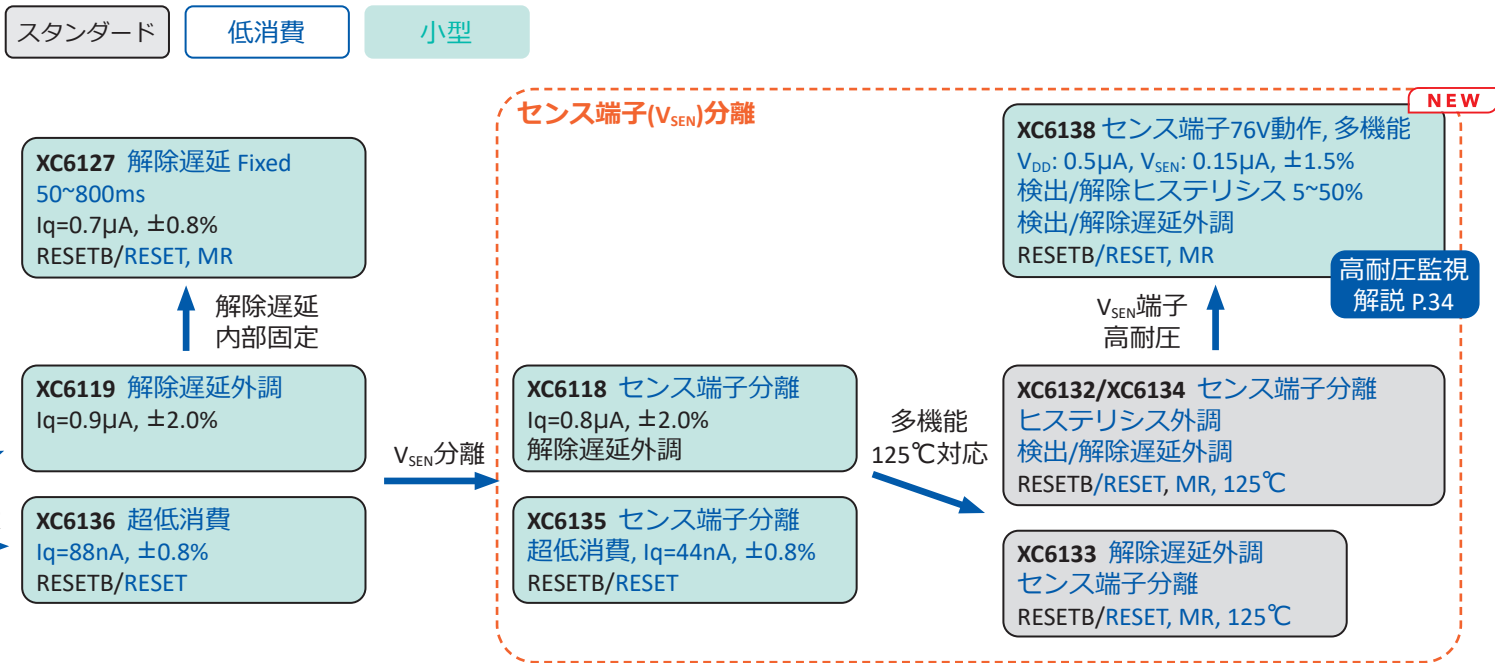 スタンダード
低消費
小型
センス端子(VSEN)分離
NEW
XC6127 解除遅延 Fixed
50~800ms
Iq=0.7µA, ±0.8%
RESETB/RESET, MR
XC6138 センス端子76V動作, 多機能
VDD: 0.5µA, VSEN: 0.15µA, ±1.5%
検出/解除ヒステリシス 5~50%
検出/解除遅延外調
RESETB/RESET, MR
高耐圧監視
解説 P.34
解除遅延
内部固定
VSEN端子
高耐圧
XC6119 解除遅延外調
Iq=0.9µA, ±2.0%
VSEN分離
XC6118 センス端子分離
Iq=0.8µA, ±2.0%
解除遅延外調
多機能
125℃対応
XC6132/XC6134 センス端子分離
ヒステリシス外調
検出/解除遅延外調
RESETB/RESET, MR, 125℃
XC6136 超低消費
Iq=88nA, ±0.8%
RESETB/RESET
XC6135 センス端子分離
超低消費, Iq=44nA, ±0.8%
RESETB/RESET
XC6133 解除遅延外調
センス端子分離
RESETB/RESET, MR, 125℃